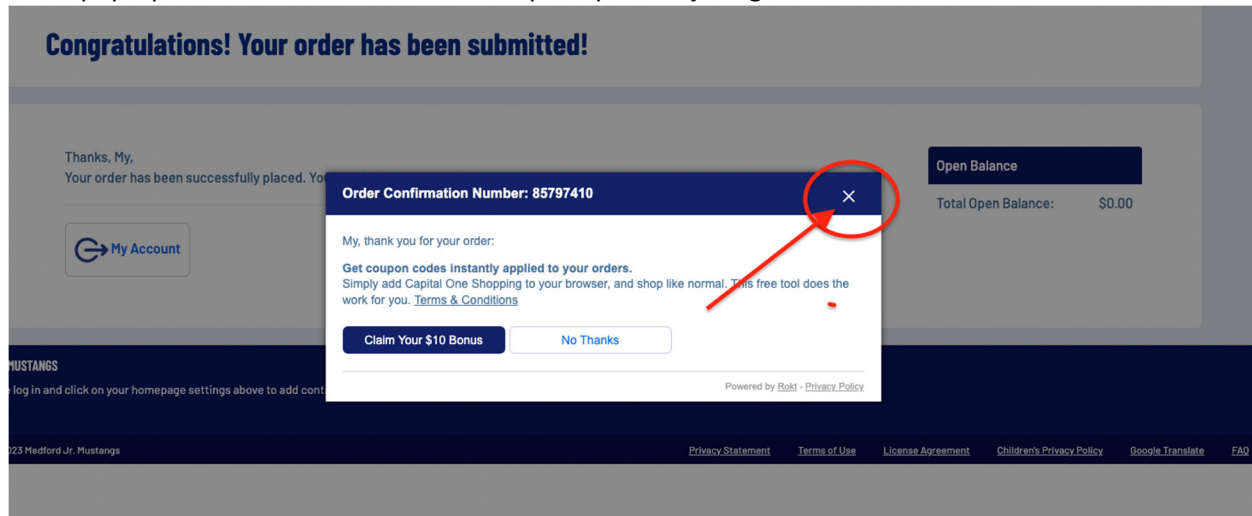 Congratulations! Your order has been submitted!
Thanks, My,
Your order has been successfully placed.
My Account
Order Confirmation Number: 85797410
My, thank you for your order:
Get coupon codes instantly applied to your orders.
Simply add Capital One Shopping to your browser, and shop like normal. This free tool does the
work for you. Terms & Conditions
Claim Your $10 Bonus
No Thanks
Powered by Rokt - Privacy Policy
Open Balance
Total Open Balance: $0.00
MUSTANGS
log in and click on your homepage settings above to add
Medford Jr. Mustangs
Privacy Statement
Terms of Use
License Agreement
Children's Privacy Policy
Google Translate
FAQ